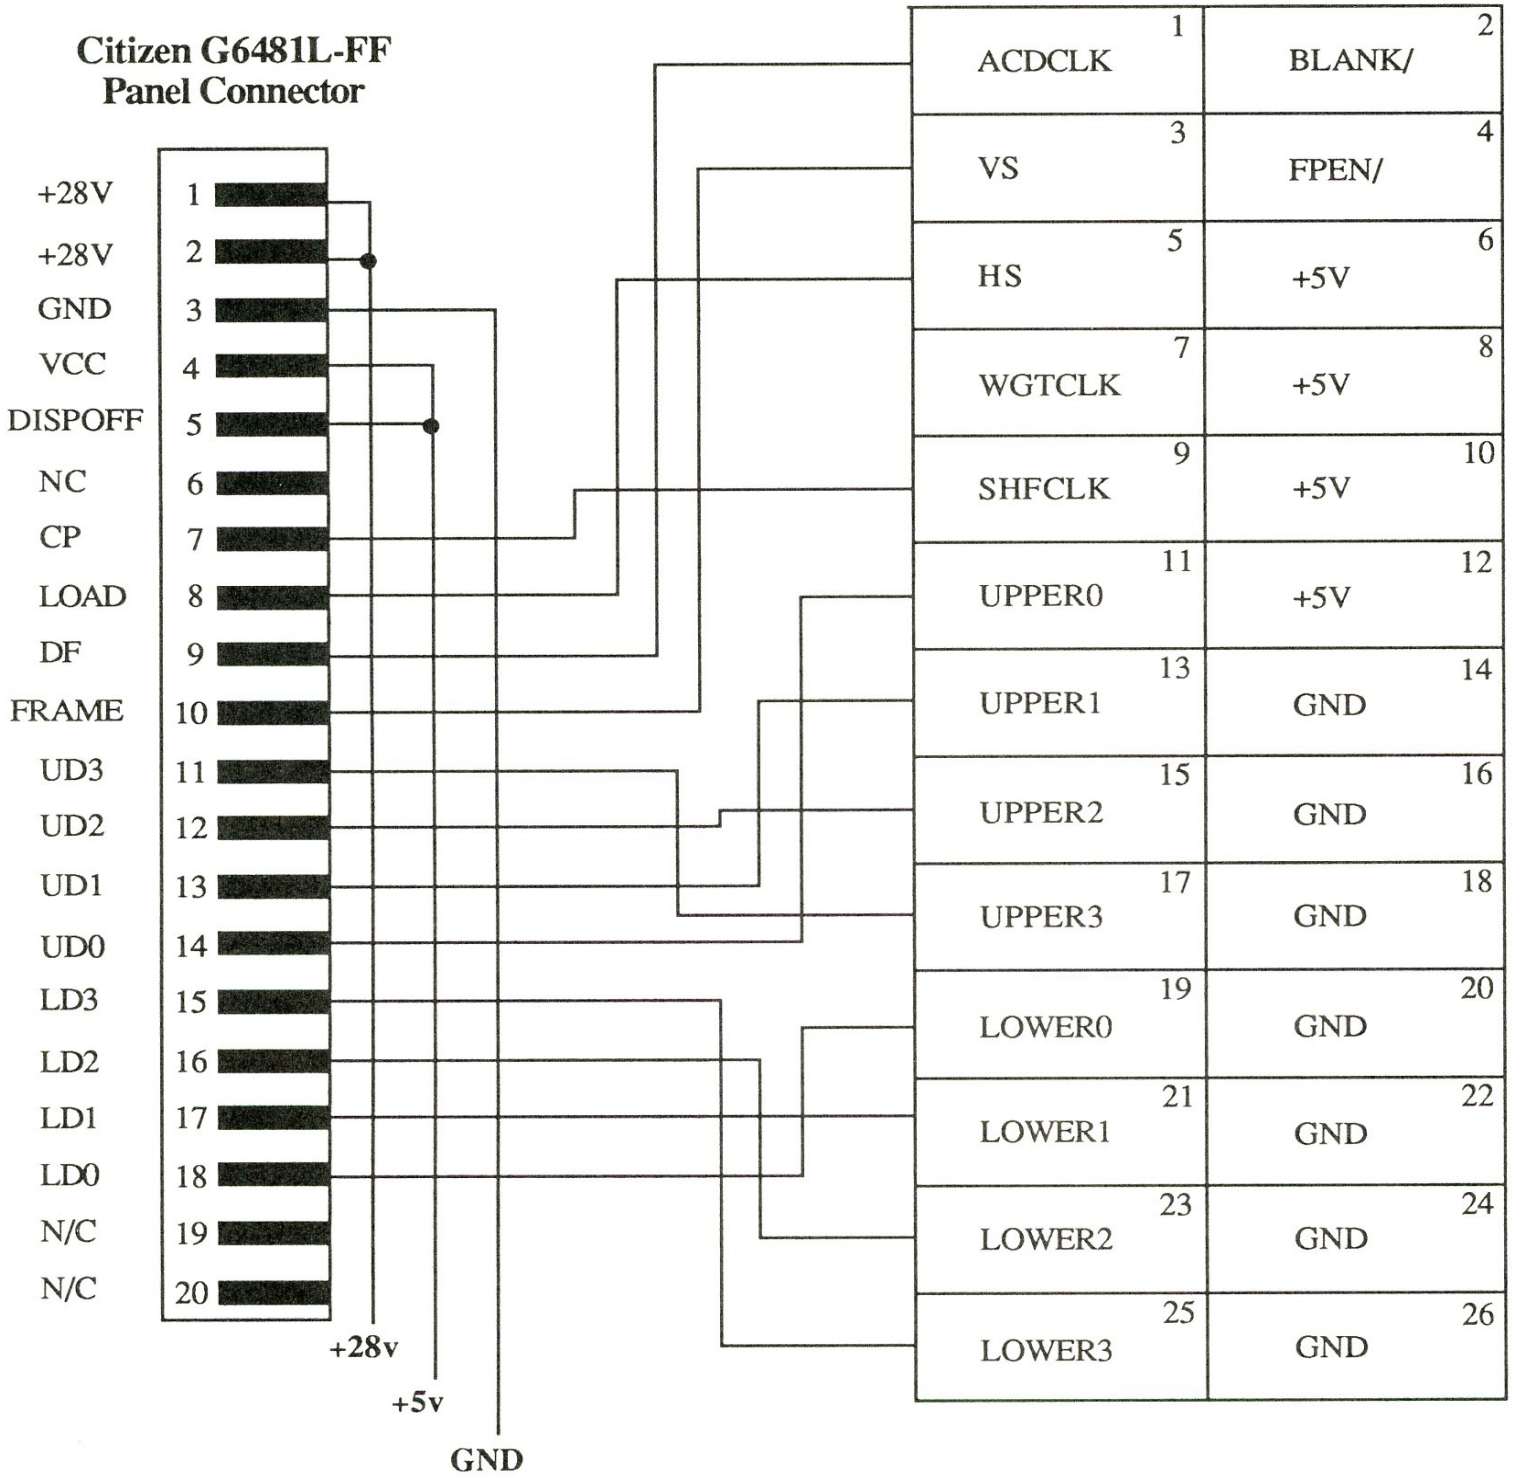 Citizen G6481L-FF
Panel Connector
+28V 1
+28V 2
GND 3
VCC 4
DISPOFF 5
NC 6
CP 7
LOAD 8
DF 9
FRAME 10
UD3 11
UD2 12
UD1 13
UD0 14
LD3 15
LD2 16
LD1 17
LD0 18
N/C 19
N/C 20
+28v
+5v
GND
ACDCLK 1 BLANK/ 2
VS 3 FPEN/ 4
HS 5 +5V 6
WGTCLK 7 +5V 8
SHFCLK 9 +5V 10
UPPER0 11 +5V 12
UPPER1 13 GND 14
UPPER2 15 GND 16
UPPER3 17 GND 18
LOWER0 19 GND 20
LOWER1 21 GND 22
LOWER2 23 GND 24
LOWER3 25 GND 26